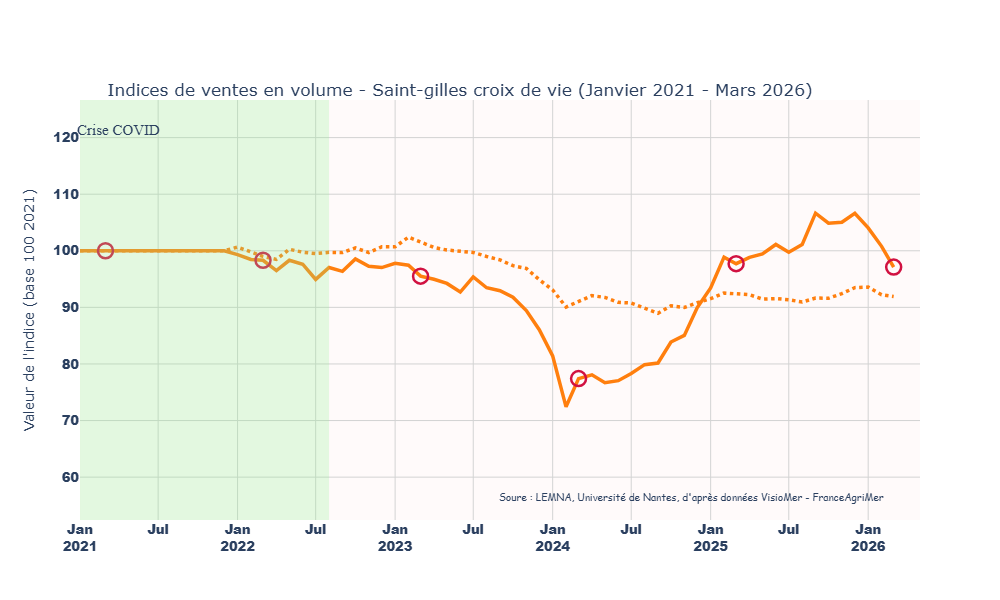 Indices de ventes en volume - Saint-gilles croix de vie (Janvier 2021 - Mars 2026)
Crise COVID
120
110
100
90
80
70
60
Valeur de l'indice (base 100 2021)
Soure : LEMNA, Université de Nantes, d'après données VisioMer - FranceAgriMer
Jan Jul Jan Jul Jan Jul Jan Jul Jan Jul Jan
2021 2022 2023 2024 2025 2026